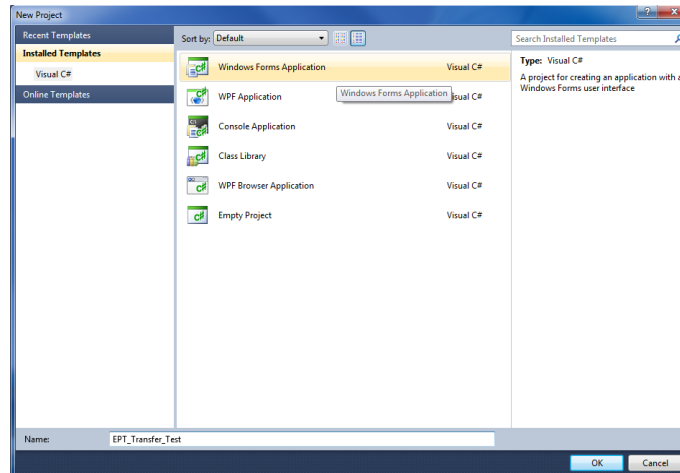 New Project
Recent Templates
Installed Templates
Visual C#
Online Templates
Sort by: Default
Search Installed Templates
Windows Forms Application Visual C#
WPF Application Visual C#
Windows Forms Application
Console Application Visual C#
Class Library Visual C#
WPF Browser Application Visual C#
Empty Project Visual C#
Type: Visual C#
A project for creating an application with a
Windows Forms user interface
Name: EPT_Transfer_Test
OK Cancel